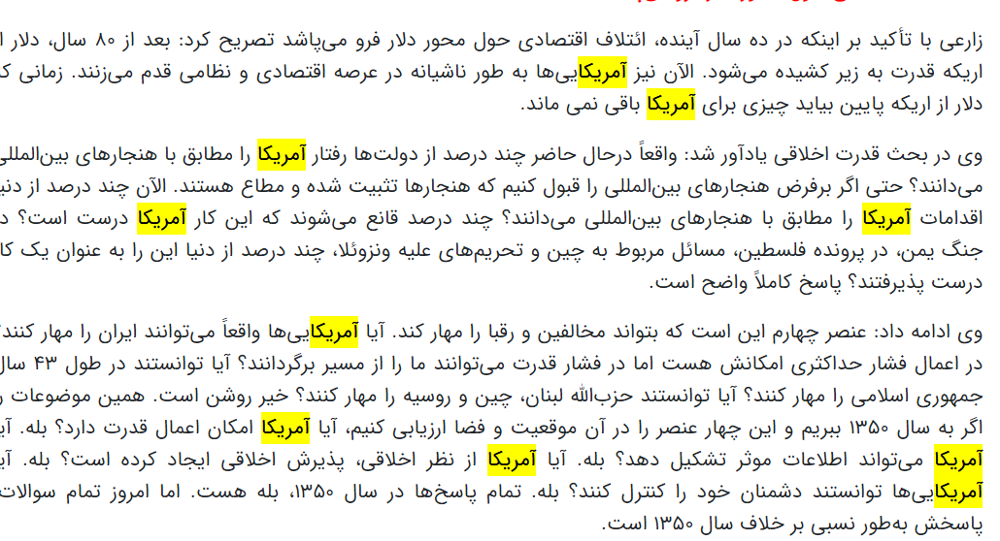 زارعی با تأکید بر اینکه در ده سال آینده، ائتلاف اقتصادی حول محور دلار فرو می‌پاشد تصریح کرد: بعد از ۸۰ سال، دلار
اریکه قدرت به زیر کشیده می‌شود. الآن نیز آمریکایی‌ها به طور ناشیانه در عرصه اقتصادی و نظامی قدم می‌زنند. زمانی
دلار از اریکه پایین بیاید چیزی برای آمریکا باقی نمی ماند.
وی در بحث قدرت اخلاقی یادآور شد: واقعاً درحال حاضر چند درصد از دولت‌ها رفتار آمریکا را مطابق با هنجارهای بین‌المللی
می‌دانند؟ حتی اگر برفرض هنجارهای بین‌المللی را قبول کنیم که هنجارها تثبیت شده و مطاع هستند. الآن چند درصد از
اقدامات آمریکا را مطابق با هنجارهای بین‌المللی می‌دانند؟ چند درصد قانع می‌شوند که این کار آمریکا درست است؟
جنگ یمن، در پرونده فلسطین، مسائل مربوط به چین و تحریم‌های علیه ونزوئلا، چند درصد از دنیا این را به عنوان یک
درست پذیرفتند؟ پاسخ کاملاً واضح است.
وی ادامه داد: عنصر چهارم این است که بتواند مخالفین و رقبا را مهار کند. آیا آمریکایی‌ها واقعاً می‌توانند ایران را مهار کنند؟
در اعمال فشار حداکثری امکانش هست اما در فشار قدرت می‌توانند ما را از مسیر برگردانند؟ آیا توانستند در طول ۴۳ سال
جمهوری اسلامی را مهار کنند؟ آیا توانستند حزب‌الله لبنان، چین و روسیه را مهار کنند؟ خیر روشن است. همین موضوعات
اگر به سال ۱۳۵۰ ببریم و این چهار عنصر را در آن موقعیت و فضا ارزیابی کنیم، آیا آمریکا امکان اعمال قدرت دارد؟ بله.
آمریکا می‌تواند اطلاعات موثر تشکیل دهد؟ بله. آیا آمریکا از نظر اخلاقی، پذیرش اخلاقی ایجاد کرده است؟ بله.
آمریکایی‌ها توانستند دشمنان خود را کنترل کنند؟ بله. تمام پاسخ‌ها در سال ۱۳۵۰، بله هست. اما امروز تمام سوالات
پاسخش به‌طور نسبی بر خلاف سال ۱۳۵۰ است.